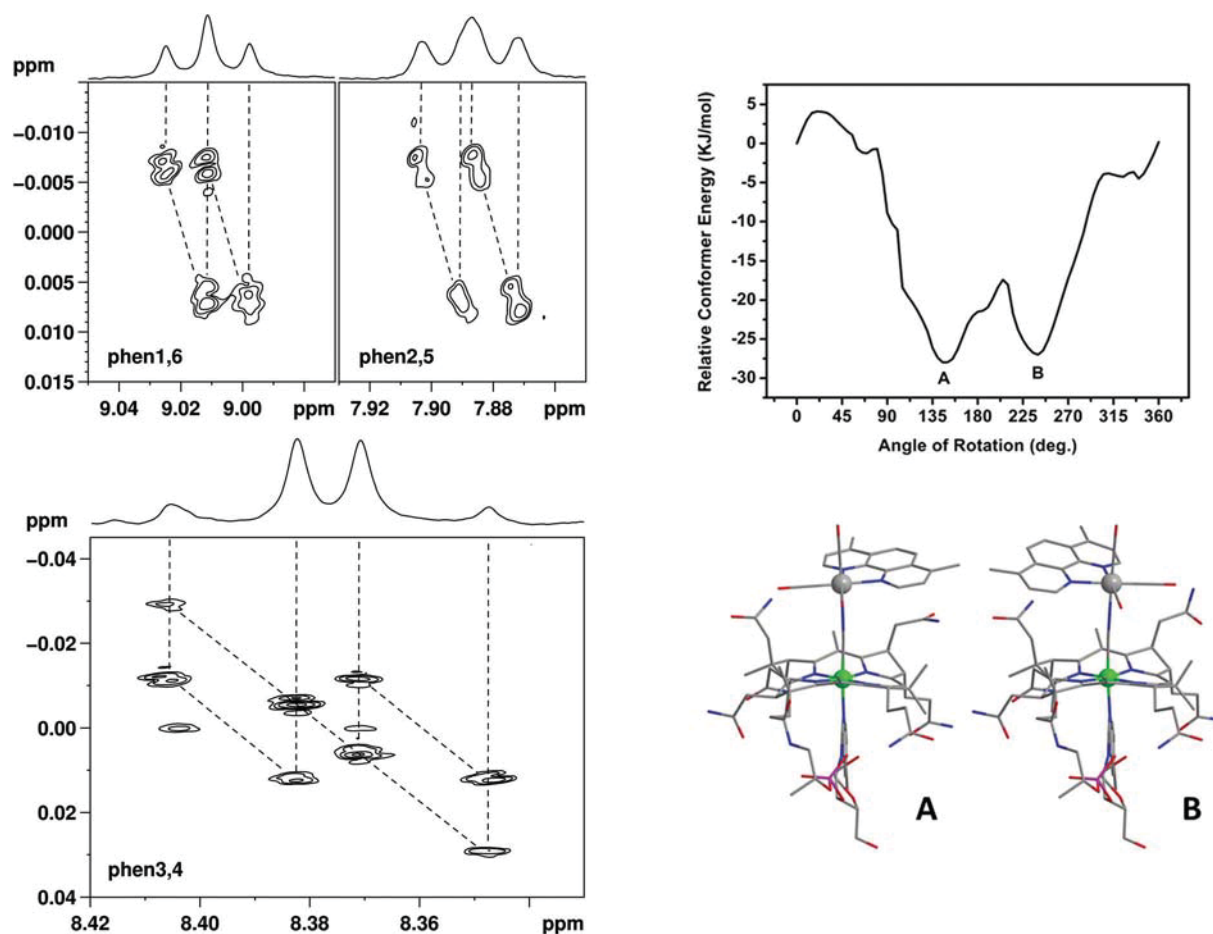 ppm
−0.010
−0.005
0.000
0.005
0.010
0.015
phen1,6
phen2,5
9.04 9.02 9.00 ppm
7.92 7.90 7.88 ppm
ppm
−0.04
−0.02
0.00
0.02
0.04
phen3,4
8.42 8.40 8.38 8.36 ppm
Relative Conformer Energy (KJ/mol)
5
0
-5
-10
-15
-20
-25
-30
A
B
0 45 90 135 180 225 270 315 360
Angle of Rotation (deg.)
A
B